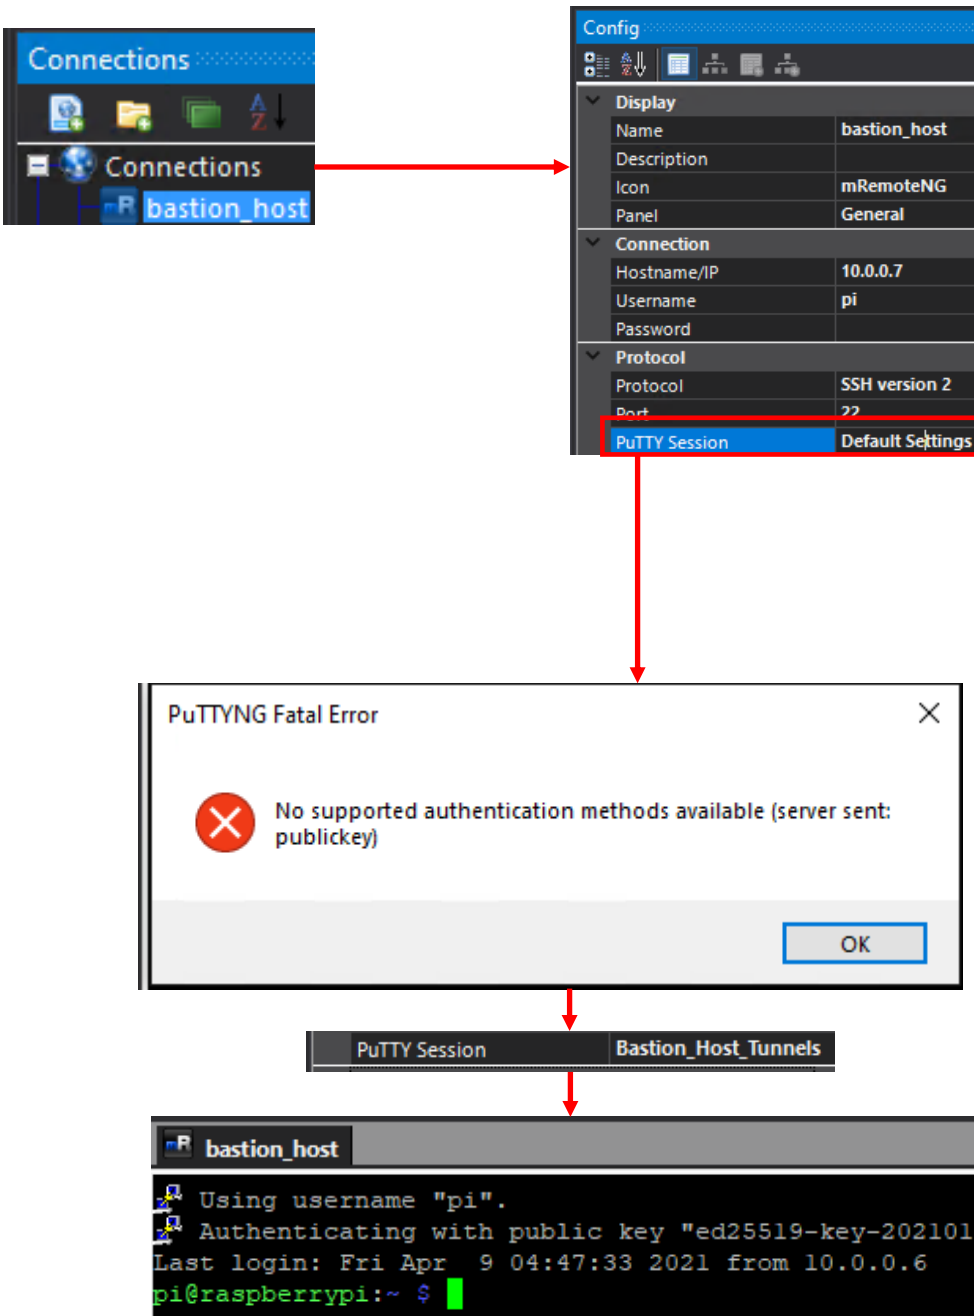 Connections
Connections
bastion_host
Config
Display
Name bastion_host
Description
Icon mRemoteNG
Panel General
Connection
Hostname/IP 10.0.0.7
Username pi
Password
Protocol
Protocol SSH version 2
Port 22
PuTTY Session Default Settings
PuTTYNG Fatal Error
No supported authentication methods available (server sent:
publickey)
OK
PuTTY Session Bastion_Host_Tunnels
bastion_host
Using username "pi".
Authenticating with public key "ed25519-key-202101
Last login: Fri Apr  9 04:47:33 2021 from 10.0.0.6
pi@raspberrypi:~ $